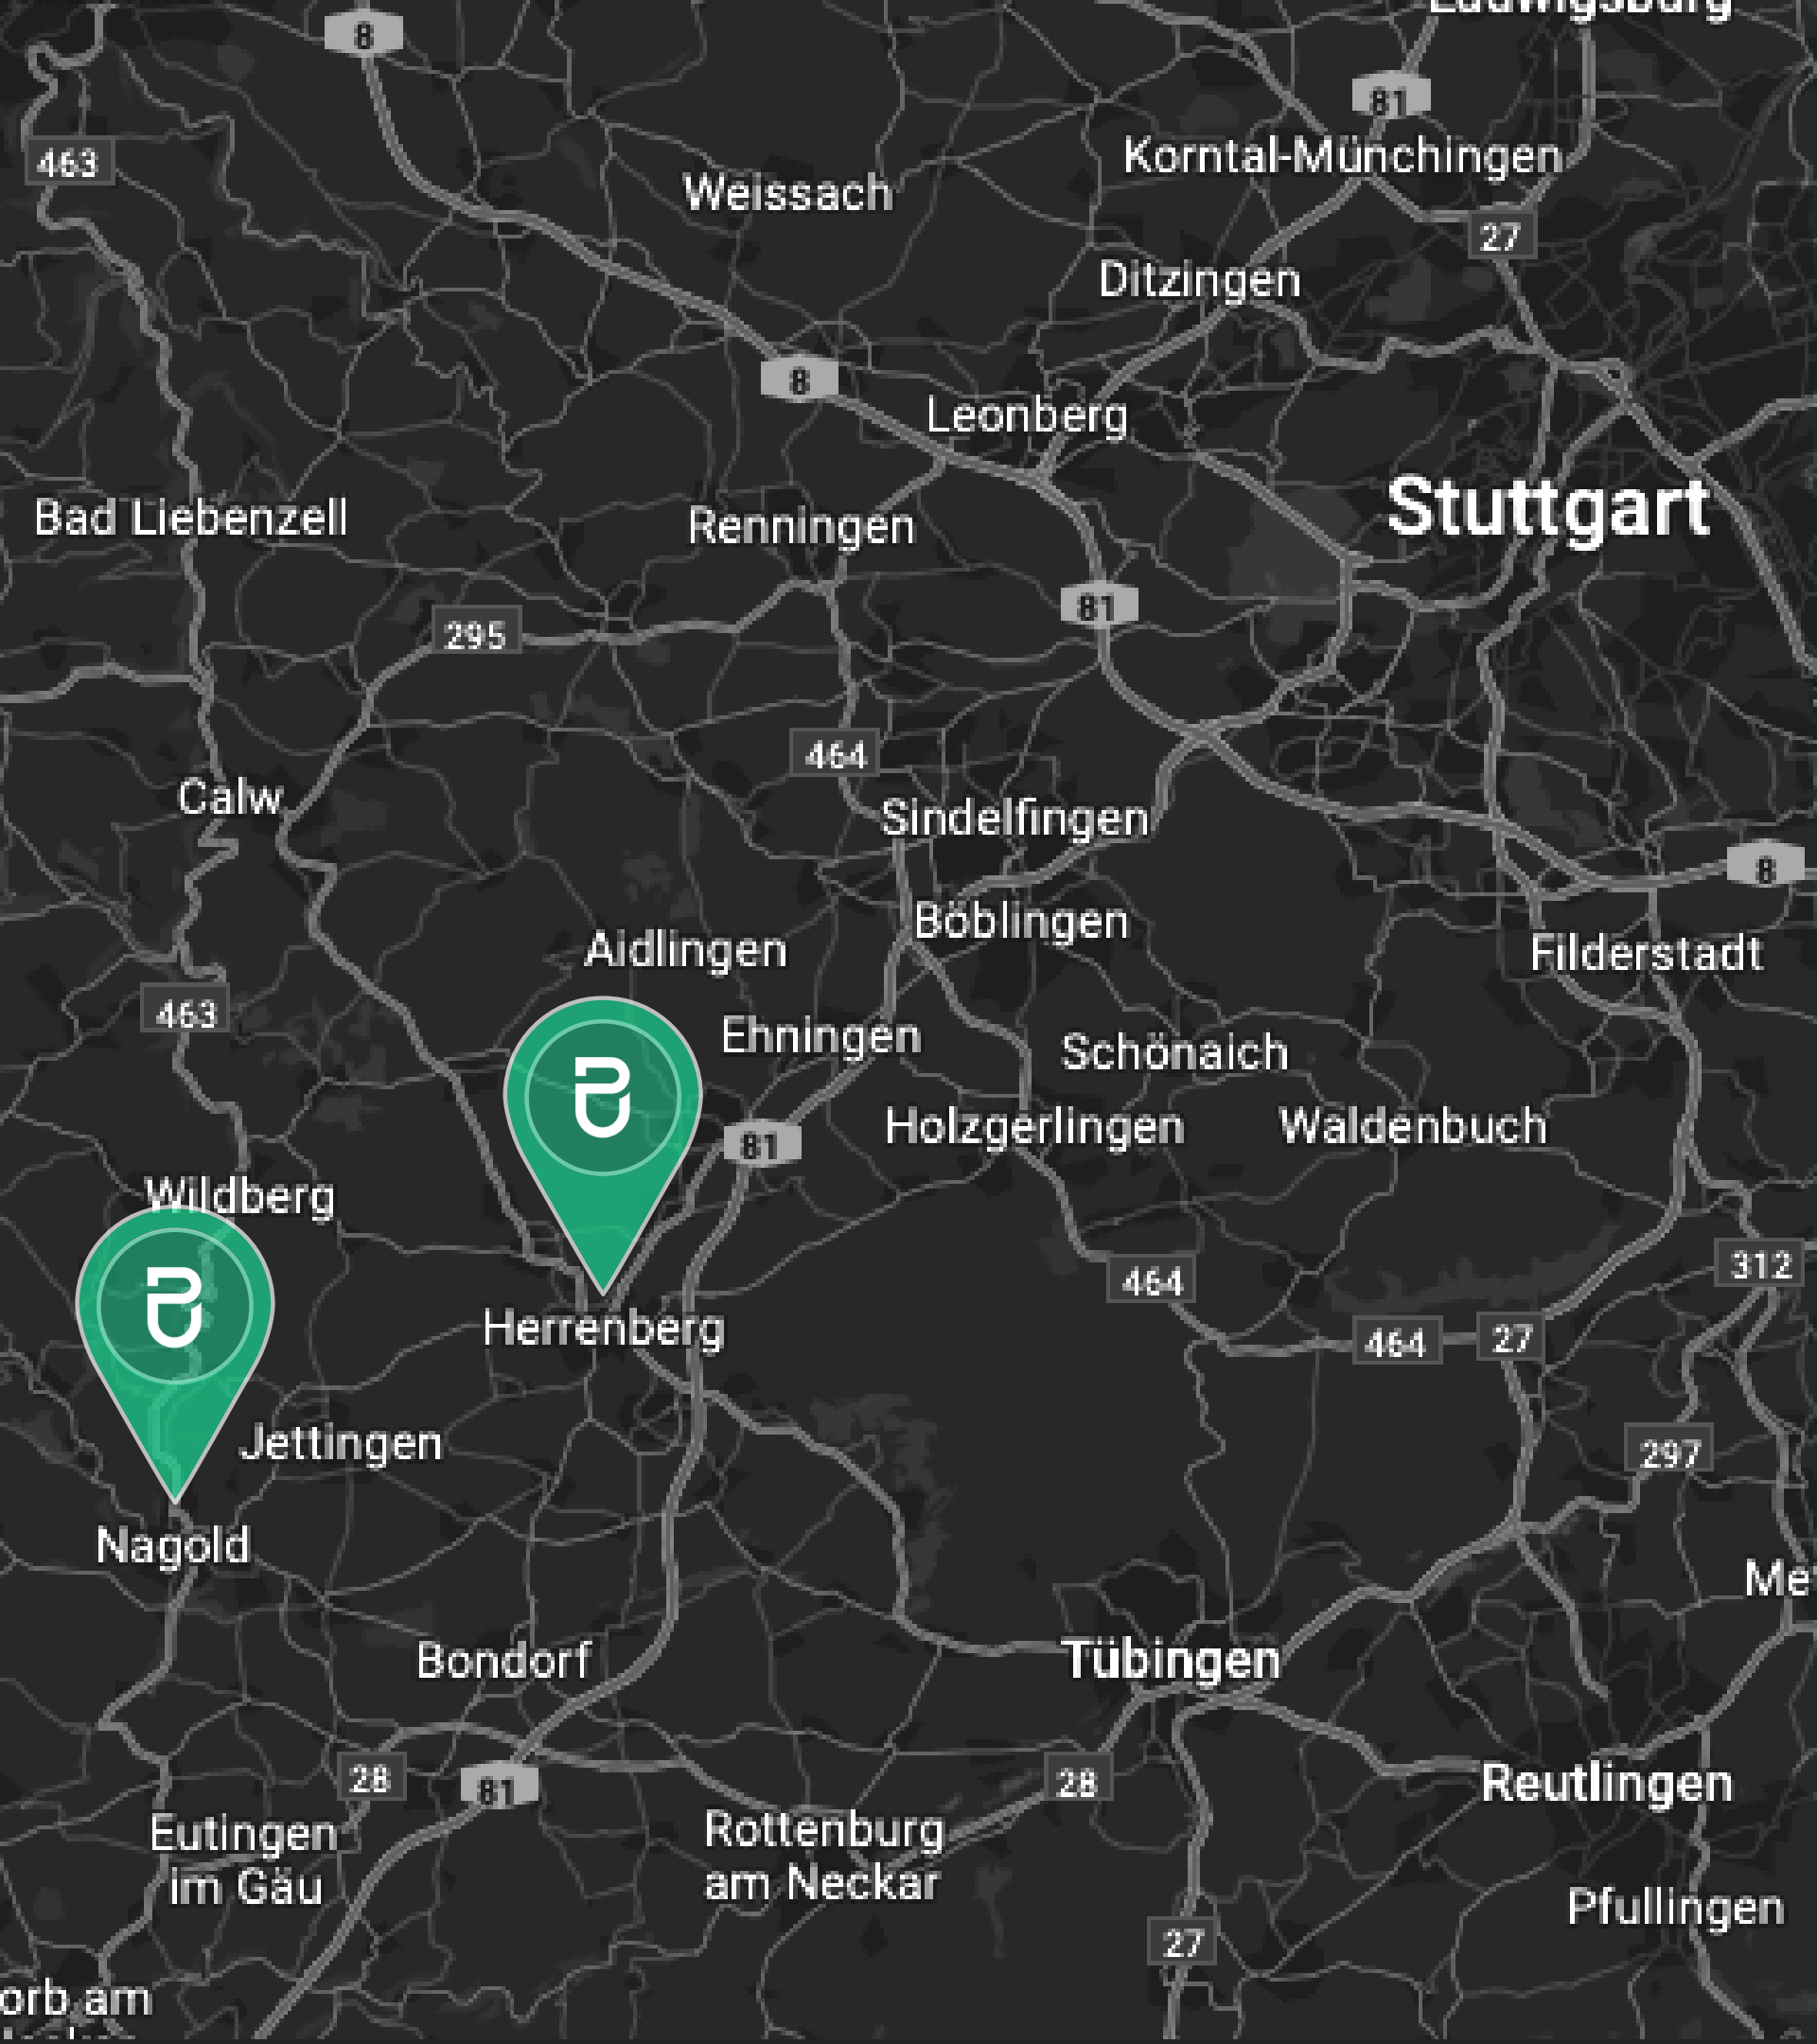 Ludwigsburg
8
81
463
Korntal-Münchingen
Weissach
27
Ditzingen
8
Leonberg
Bad Liebenzell
Renningen
Stuttgart
81
295
464
Calw
Sindelfingen
8
Böblingen
Aidlingen
Filderstadt
463
Ehningen
Schönaich
81
Holzgerlingen
Waldenbuch
Wildberg
464
312
Herrenberg
464
27
Jettingen
297
Nagold
Me
Bondorf
Tübingen
28
81
28
Reutlingen
Eutingen
im Gäu
Rottenburg
am Neckar
Pfullingen
27
orb am